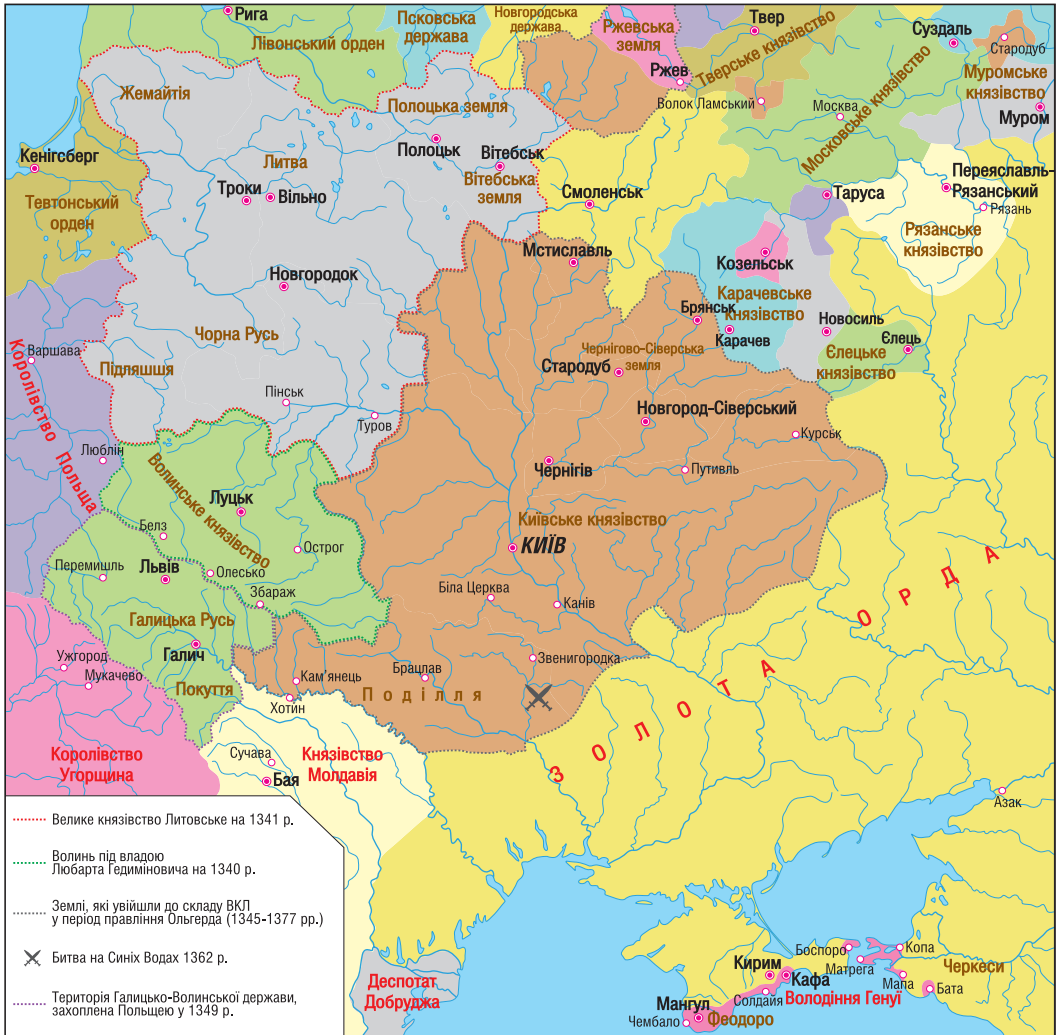 Рига
Лівонський орден
Псковська
держава
Новгородська
держава
Ржевська
земля
Ржев
Твер
Тверське князівство
Волок Ламський
Москва
Московське князівство
Суздаль
Стародуб
Муромське
князівство
Муром
Жемайтія
Полоцька земля
Полоцьк
Вітебськ
Вітебська
земля
Литва
Троки
Вільно
Кенігсберг
Тевтонський
орден
Смоленськ
Таруса
Переяславль-
Рязанський
Рязань
Рязанське
князівство
Новгородок
Мстиславль
Козельськ
Карачевське
князівство
Брянськ
Карачев
Новосиль
Єлець
Єлецьке
князівство
Чорна Русь
Підляшшя
Варшава
Королівство Польща
Пінськ
Туров
Чернігово-Сіверська
земля
Стародуб
Новгород-Сіверський
Курськ
Путивль
Чернігів
Люблін
Волинське князівство
Луцьк
Белз
Острог
Київське князівство
КИЇВ
Перемишль
Львів
Олесько
Збараж
Біла Церква
Канів
Галицька Русь
Галич
Ужгород
Мукачево
Покуття
Кам’янець
Хотин
Брацлав
Звенигородка
Поділля
ЗОЛОТА ОРДА
Королівство
Угорщина
Сучава
Бая
Князівство
Молдавія
Азак
Велике князівство Литовське на 1341 р.
Волинь під владою
Любарта Гедиміновича на 1340 р.
Землі, які увійшли до складу ВКЛ
у період правління Ольгерда (1345-1377 рр.)
Битва на Синіх Водах 1362 р.
Територія Галицько-Волинської держави,
захоплена Польщею у 1349 р.
Деспотат
Добруджа
Боспоро
Копа
Матрега
Черкеси
Кирим
Кафа
Мапа
Бата
Солдайя
Володіння Генуї
Мангул
Феодоро
Чембало